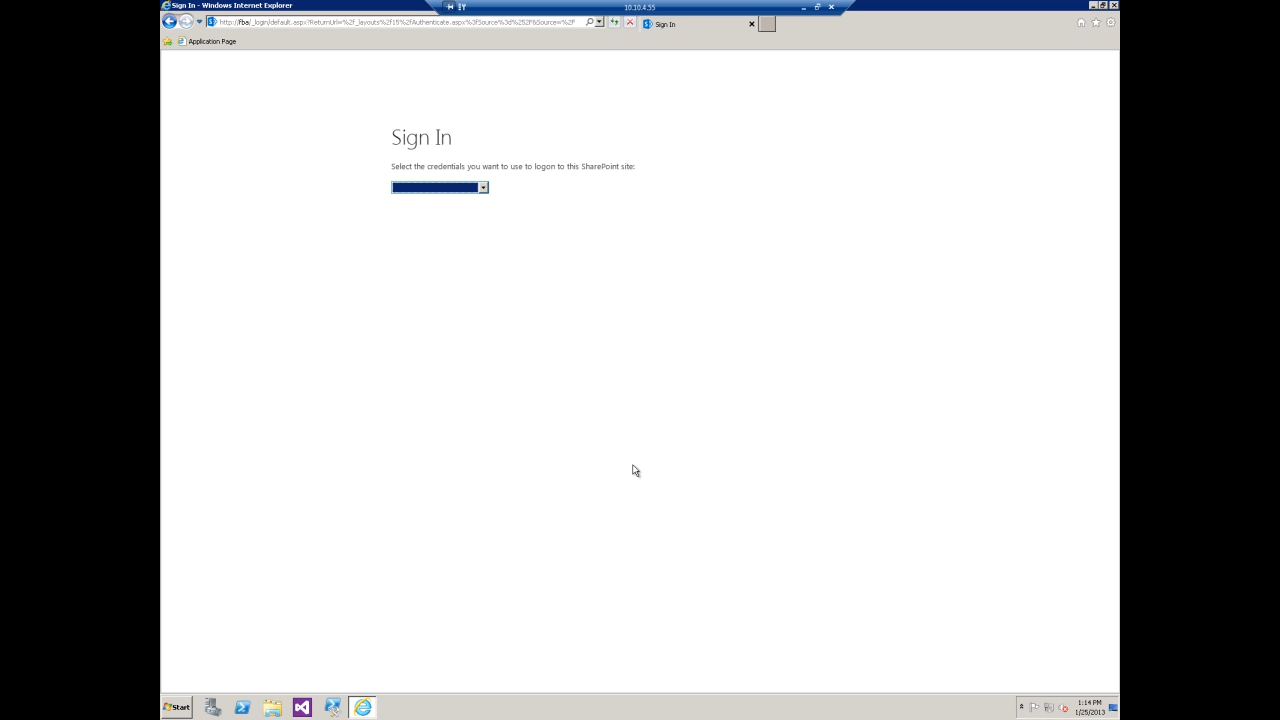 Sign In - Windows Internet Explorer
10.10.4.55
http://fba/_login/default.aspx?ReturnUrl=%2f_layouts%2f15%2fAuthenticate.aspx%3fSource%3d%252F&Source=%2F
Sign In
Application Page
Sign In
Select the credentials you want to use to logon to this SharePoint site:
Start
1:14 PM
1/25/2013